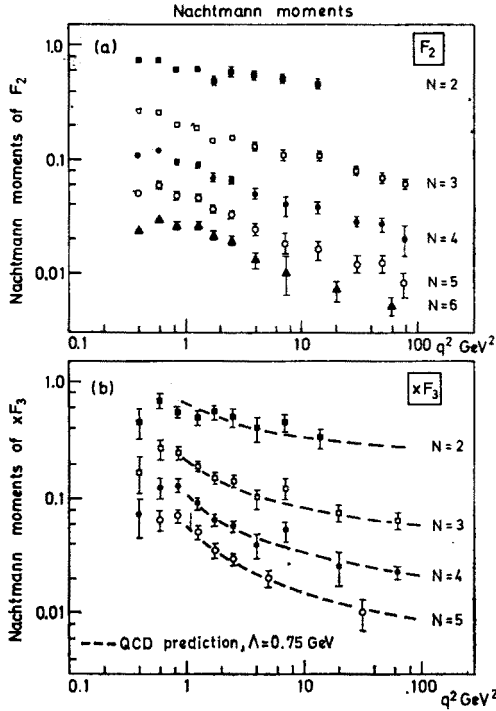 Nachtmann moments
(a)
F₂
Nachtmann moments of F₂
1.0
0.1
0.01
N=2
N=3
N=4
N=5
N=6
0.1 1 10 100
q² GeV²
(b)
xF₃
Nachtmann moments of xF₃
1.0
0.1
0.01
N=2
N=3
N=4
N=5
QCD prediction, Λ=0.75 GeV
0.1 1.0 10 .100
q² GeV²